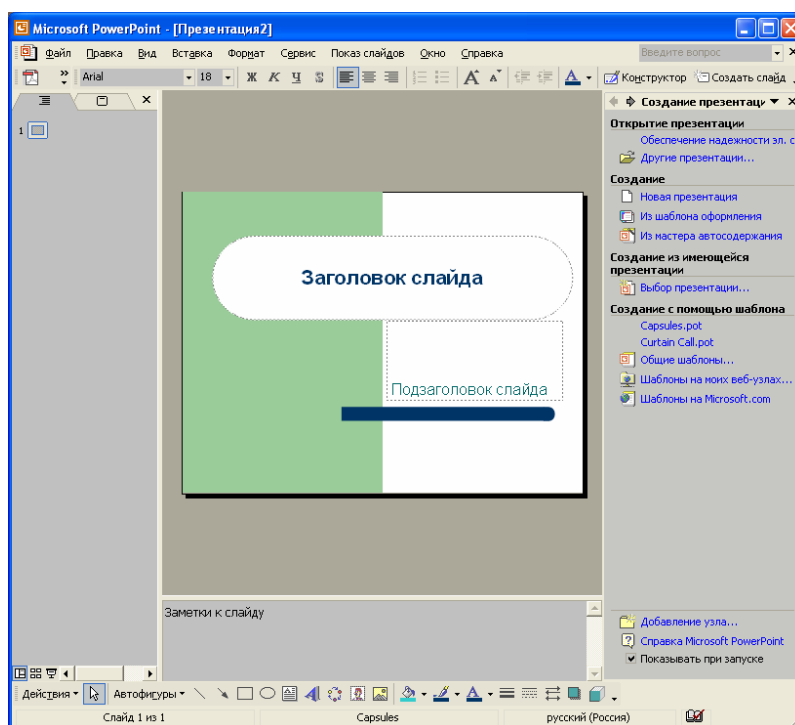 Microsoft PowerPoint - [Презентация2]
Файл Правка Вид Вставка Формат Сервис Показ слайдов Окно Справка Введите вопрос
Arial 18 Ж К Ч S A A A Конструктор Создать слайд
1
Создание презентаци
Открытие презентации
Обеспечение надежности эл. с
Другие презентации...
Создание
Новая презентация
Из шаблона оформления
Из мастера автосодержания
Создание из имеющейся
презентации
Выбор презентации...
Создание с помощью шаблона
Capsules.pot
Curtain Call.pot
Общие шаблоны...
Шаблоны на моих веб-узлах...
Шаблоны на Microsoft.com
Заголовок слайда
Подзаголовок слайда
Заметки к слайду
Добавление узла...
Справка Microsoft PowerPoint
Показывать при запуске
Действия Автофигуры A A
Слайд 1 из 1 Capsules русский (Россия)